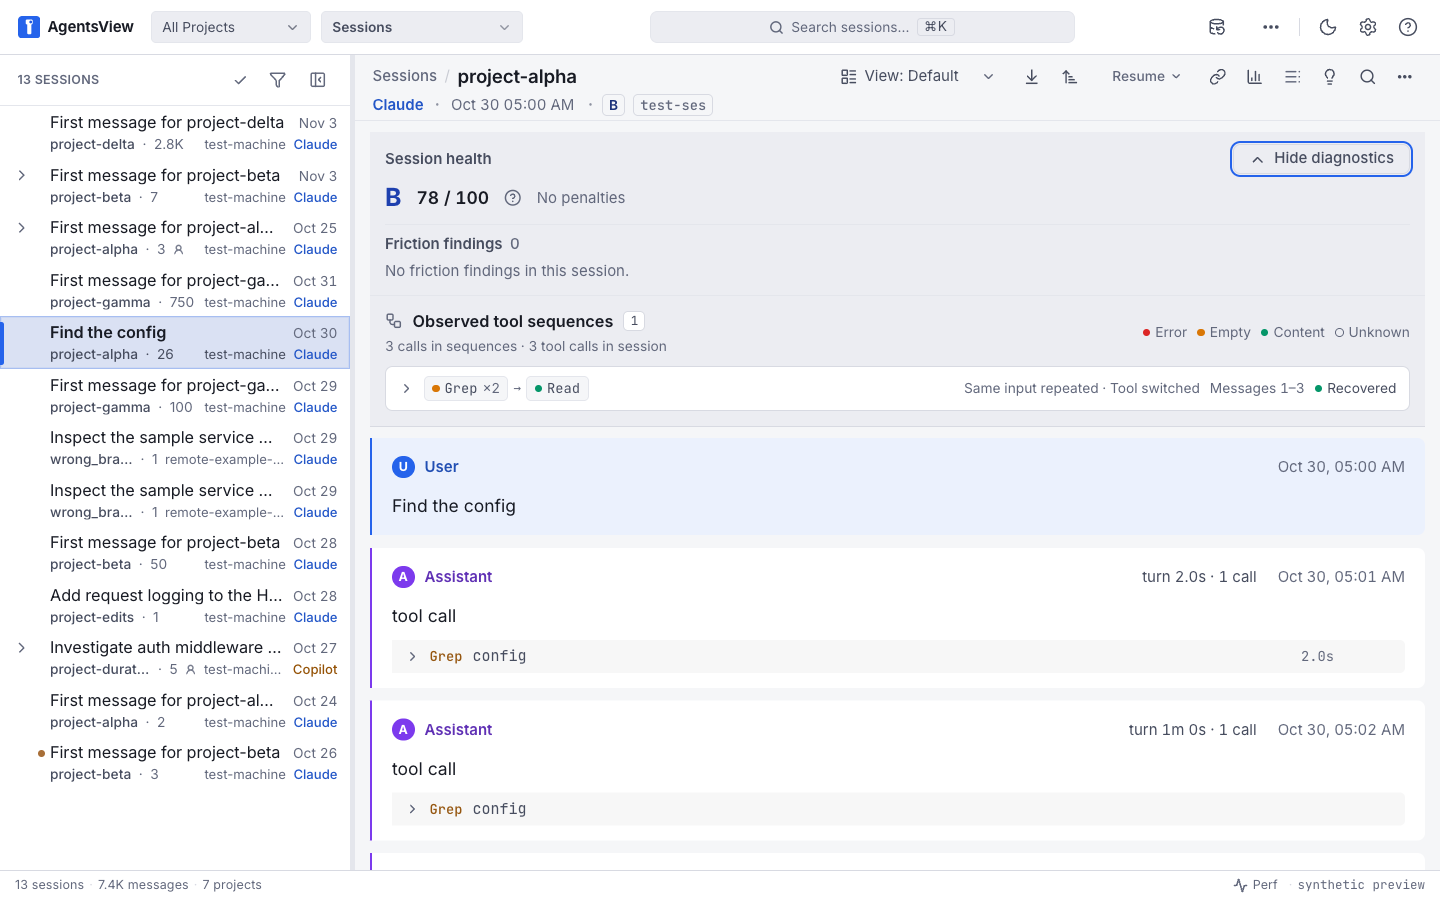 AgentsView
All Projects
Sessions
Search sessions... ⌘K
13 SESSIONS
First message for project-delta Nov 3
project-delta · 2.8K test-machine Claude
First message for project-beta Nov 3
project-beta · 7 test-machine Claude
First message for project-al... Oct 25
project-alpha · 3 test-machine Claude
First message for project-ga... Oct 31
project-gamma · 750 test-machine Claude
Find the config Oct 30
project-alpha · 26 test-machine Claude
First message for project-ga... Oct 29
project-gamma · 100 test-machine Claude
Inspect the sample service ... Oct 29
wrong_bra... · 1 remote-example-... Claude
Inspect the sample service ... Oct 29
wrong_bra... · 1 remote-example-... Claude
First message for project-beta Oct 28
project-beta · 50 test-machine Claude
Add request logging to the H... Oct 28
project-edits · 1 test-machine Claude
Investigate auth middleware ... Oct 27
project-durat... · 5 test-machi... Copilot
First message for project-al... Oct 24
project-alpha · 2 test-machine Claude
First message for project-beta Oct 26
project-beta · 3 test-machine Claude
Sessions / project-alpha
View: Default
Resume
Claude · Oct 30 05:00 AM · B test-ses
Session health
Hide diagnostics
B 78 / 100 No penalties
Friction findings 0
No friction findings in this session.
Observed tool sequences 1
3 calls in sequences · 3 tool calls in session
Error Empty Content Unknown
Grep ×2 → Read
Same input repeated · Tool switched Messages 1–3 Recovered
U User Oct 30, 05:00 AM
Find the config
A Assistant turn 2.0s · 1 call Oct 30, 05:01 AM
tool call
Grep config 2.0s
A Assistant turn 1m 0s · 1 call Oct 30, 05:02 AM
tool call
Grep config
13 sessions · 7.4K messages · 7 projects
Perf · synthetic preview